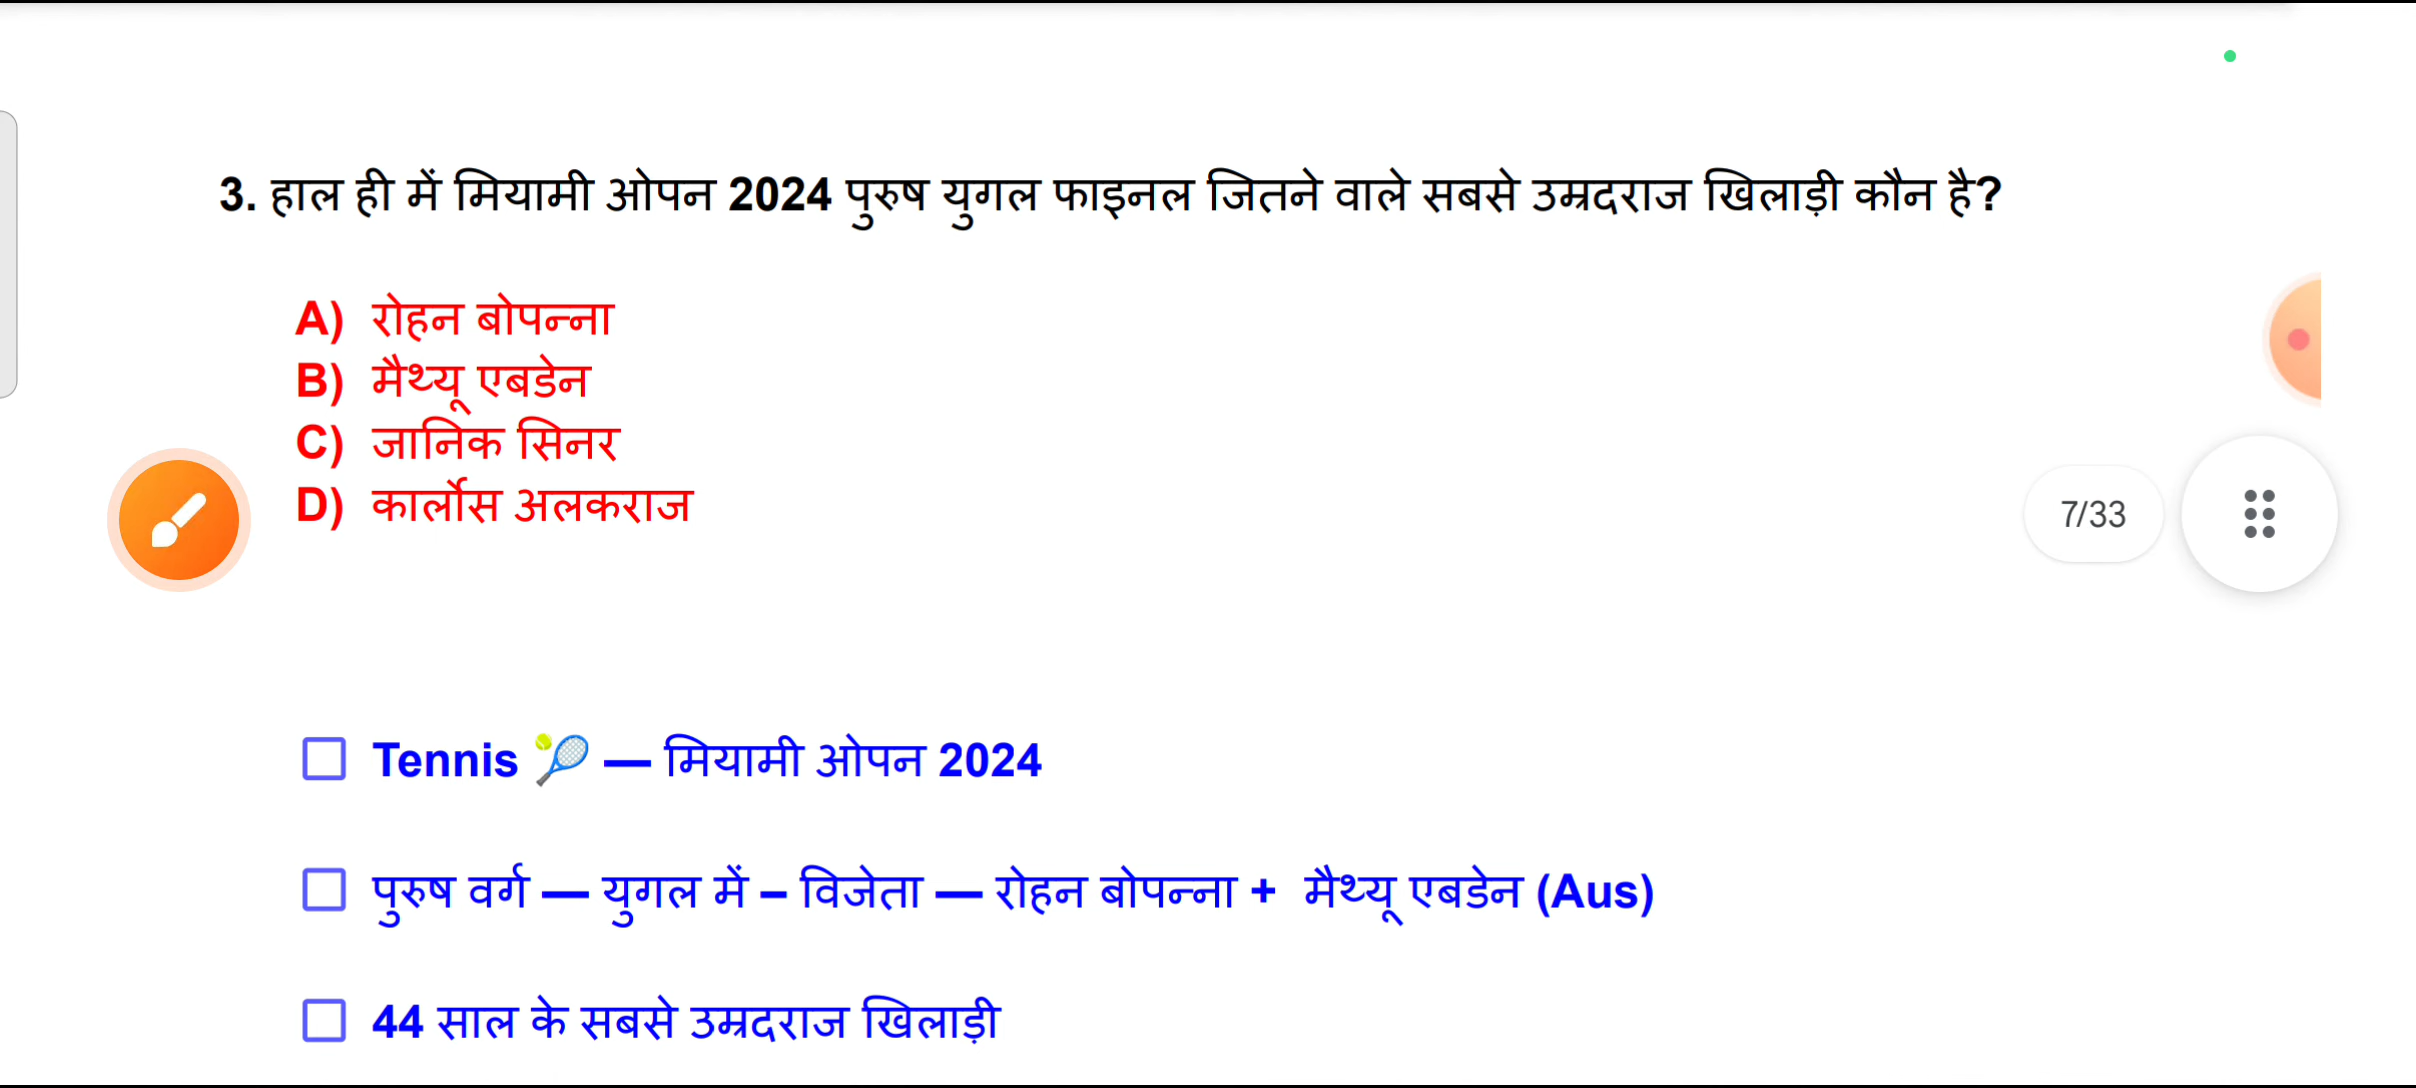 3. हाल ही में मियामी ओपन 2024 पुरुष युगल फाइनल जितने वाले सबसे उम्रदराज खिलाड़ी कौन है?
A) रोहन बोपन्ना
B) मैथ्यू एबडेन
C) जानिक सिनर
D) कार्लोस अलकराज
7/33
Tennis 🎾 — मियामी ओपन 2024
पुरुष वर्ग — युगल में – विजेता — रोहन बोपन्ना + मैथ्यू एबडेन (Aus)
44 साल के सबसे उम्रदराज खिलाड़ी